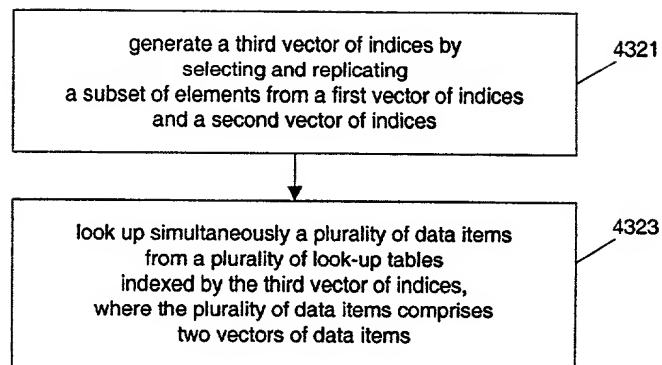 generate a third vector of indices by
selecting and replicating
a subset of elements from a first vector of indices
and a second vector of indices
4321
look up simultaneously a plurality of data items
from a plurality of look-up tables
indexed by the third vector of indices,
where the plurality of data items comprises
two vectors of data items
4323